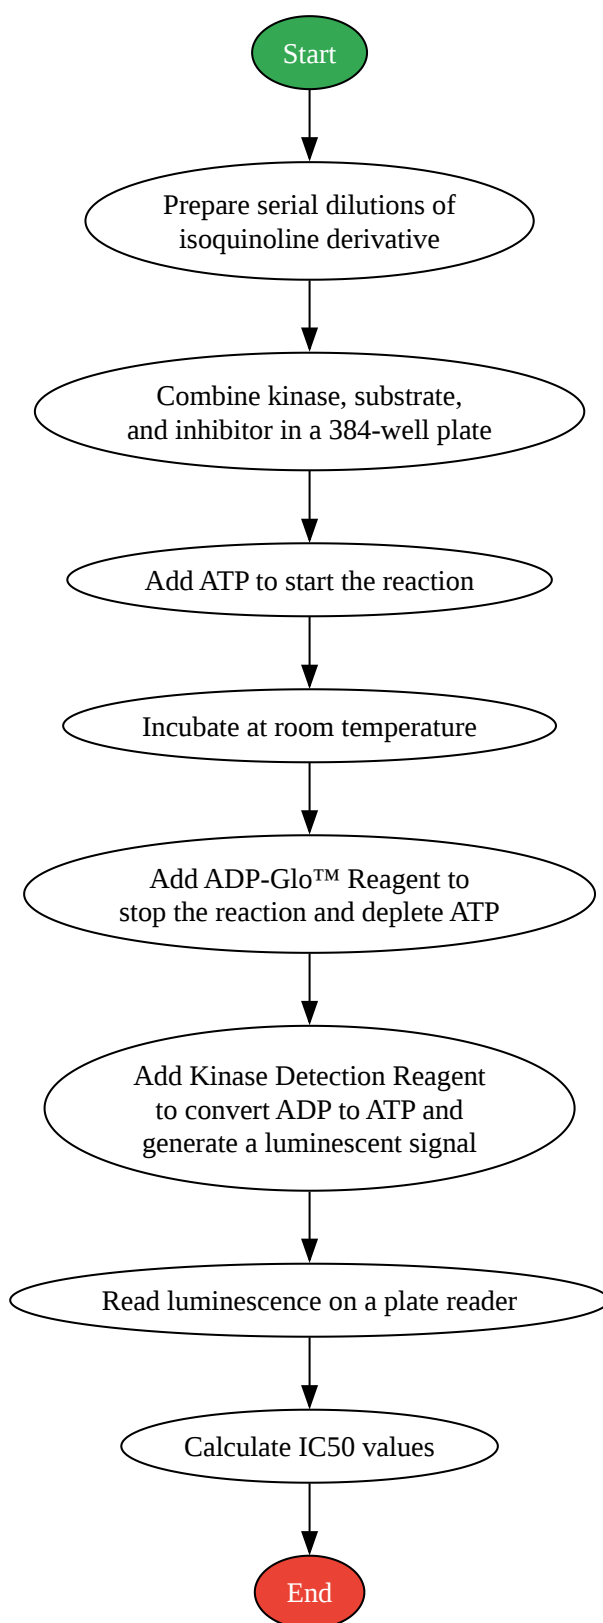 Start
Prepare serial dilutions of
isoquinoline derivative
Combine kinase, substrate,
and inhibitor in a 384-well plate
Add ATP to start the reaction
Incubate at room temperature
Add ADP-Glo™ Reagent to
stop the reaction and deplete ATP
Add Kinase Detection Reagent
to convert ADP to ATP and
generate a luminescent signal
Read luminescence on a plate reader
Calculate IC50 values
End